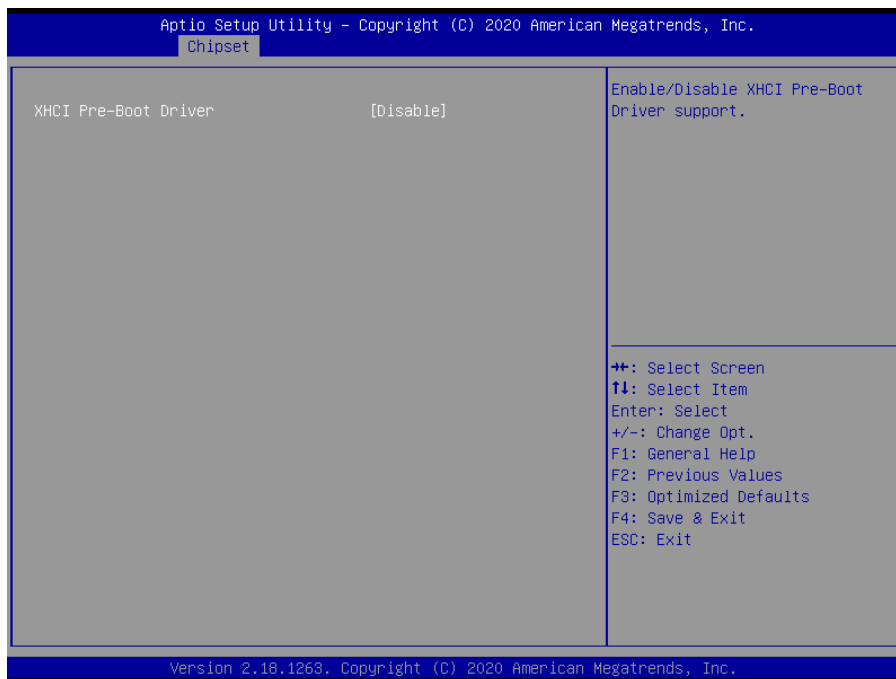 Aptio Setup Utility – Copyright (C) 2020 American Megatrends, Inc.
Chipset
XHCI Pre-Boot Driver [Disable]
Enable/Disable XHCI Pre-Boot
Driver support.
→←: Select Screen
↑↓: Select Item
Enter: Select
+/-: Change Opt.
F1: General Help
F2: Previous Values
F3: Optimized Defaults
F4: Save & Exit
ESC: Exit
Version 2.18.1263. Copyright (C) 2020 American Megatrends, Inc.